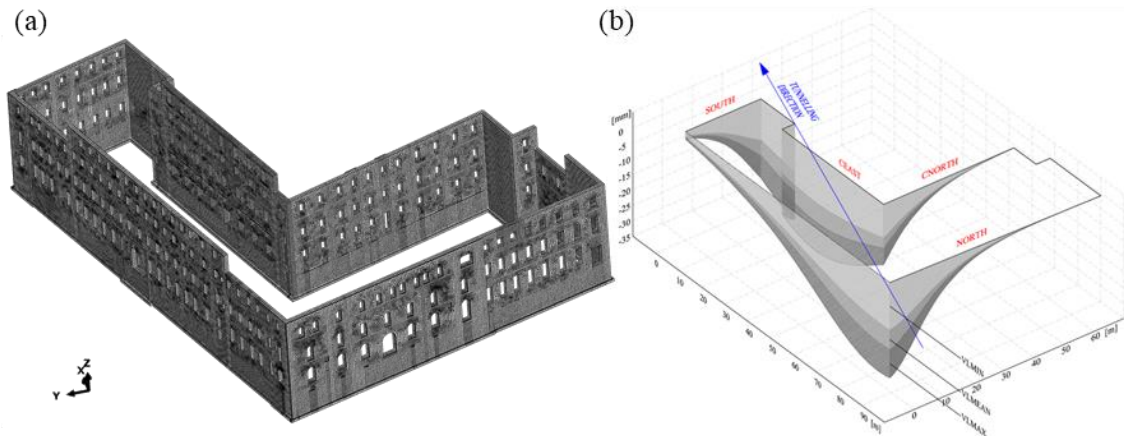 (a)
Z
X
Y
(b)
[mm]
0
-5
-10
-15
-20
-25
-30
-35
SOUTH
TUNNELLING
DIRECTION
CEAST
CNORTH
NORTH
0
10
20
30
40
50
60
70
80
90 [m]
0
10
20
30
40
50
60 [m]
VLMIN
VLMEAN
VLMAX